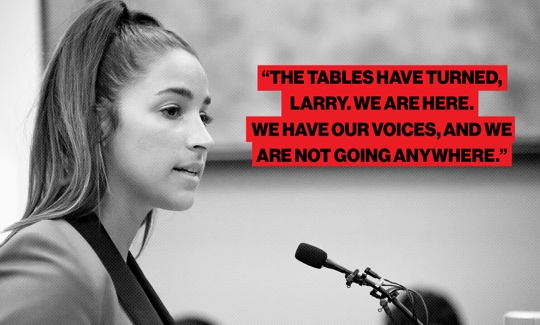 “THE TABLES HAVE TURNED,
LARRY. WE ARE HERE.
WE HAVE OUR VOICES, AND WE
ARE NOT GOING ANYWHERE.”